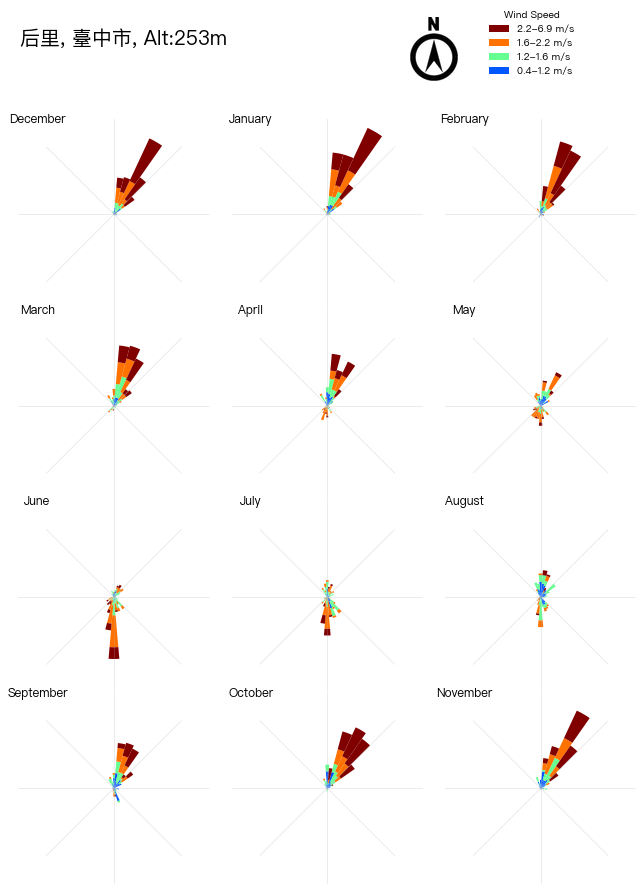 后里, 臺中市, Alt:253m
N
Wind Speed
2.2–6.9 m/s
1.6–2.2 m/s
1.2–1.6 m/s
0.4–1.2 m/s
December
January
February
March
April
May
June
July
August
September
October
November